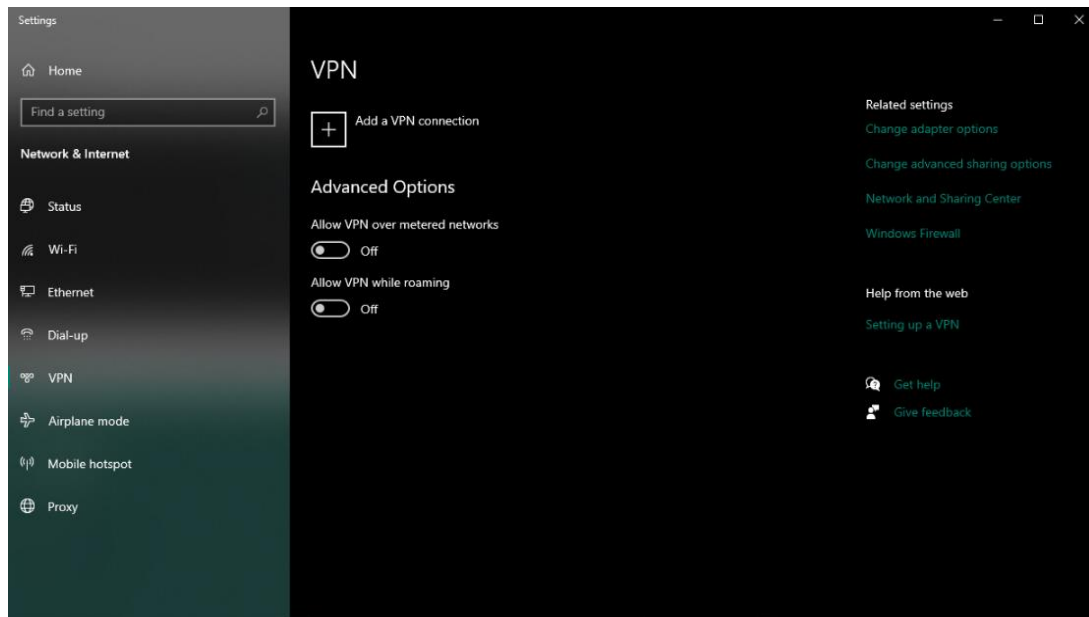 Settings
Home
Find a setting
Network & Internet
Status
Wi-Fi
Ethernet
Dial-up
VPN
Airplane mode
Mobile hotspot
Proxy
VPN
Add a VPN connection
Advanced Options
Allow VPN over metered networks
Off
Allow VPN while roaming
Off
Related settings
Change adapter options
Change advanced sharing options
Network and Sharing Center
Windows Firewall
Help from the web
Setting up a VPN
Get help
Give feedback